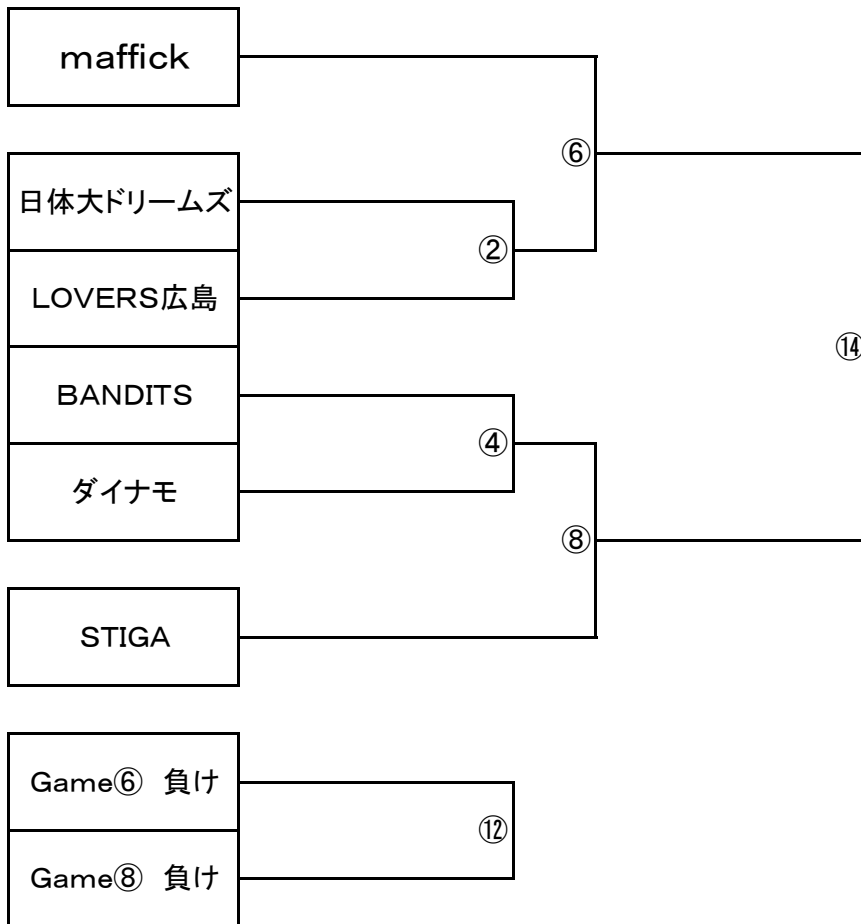 maffick
⑥
日体大ドリームズ
②
LOVERS広島
⑭
BANDITS
④
ダイナモ
⑧
STIGA
Game⑥　負け
⑫
Game⑧　負け